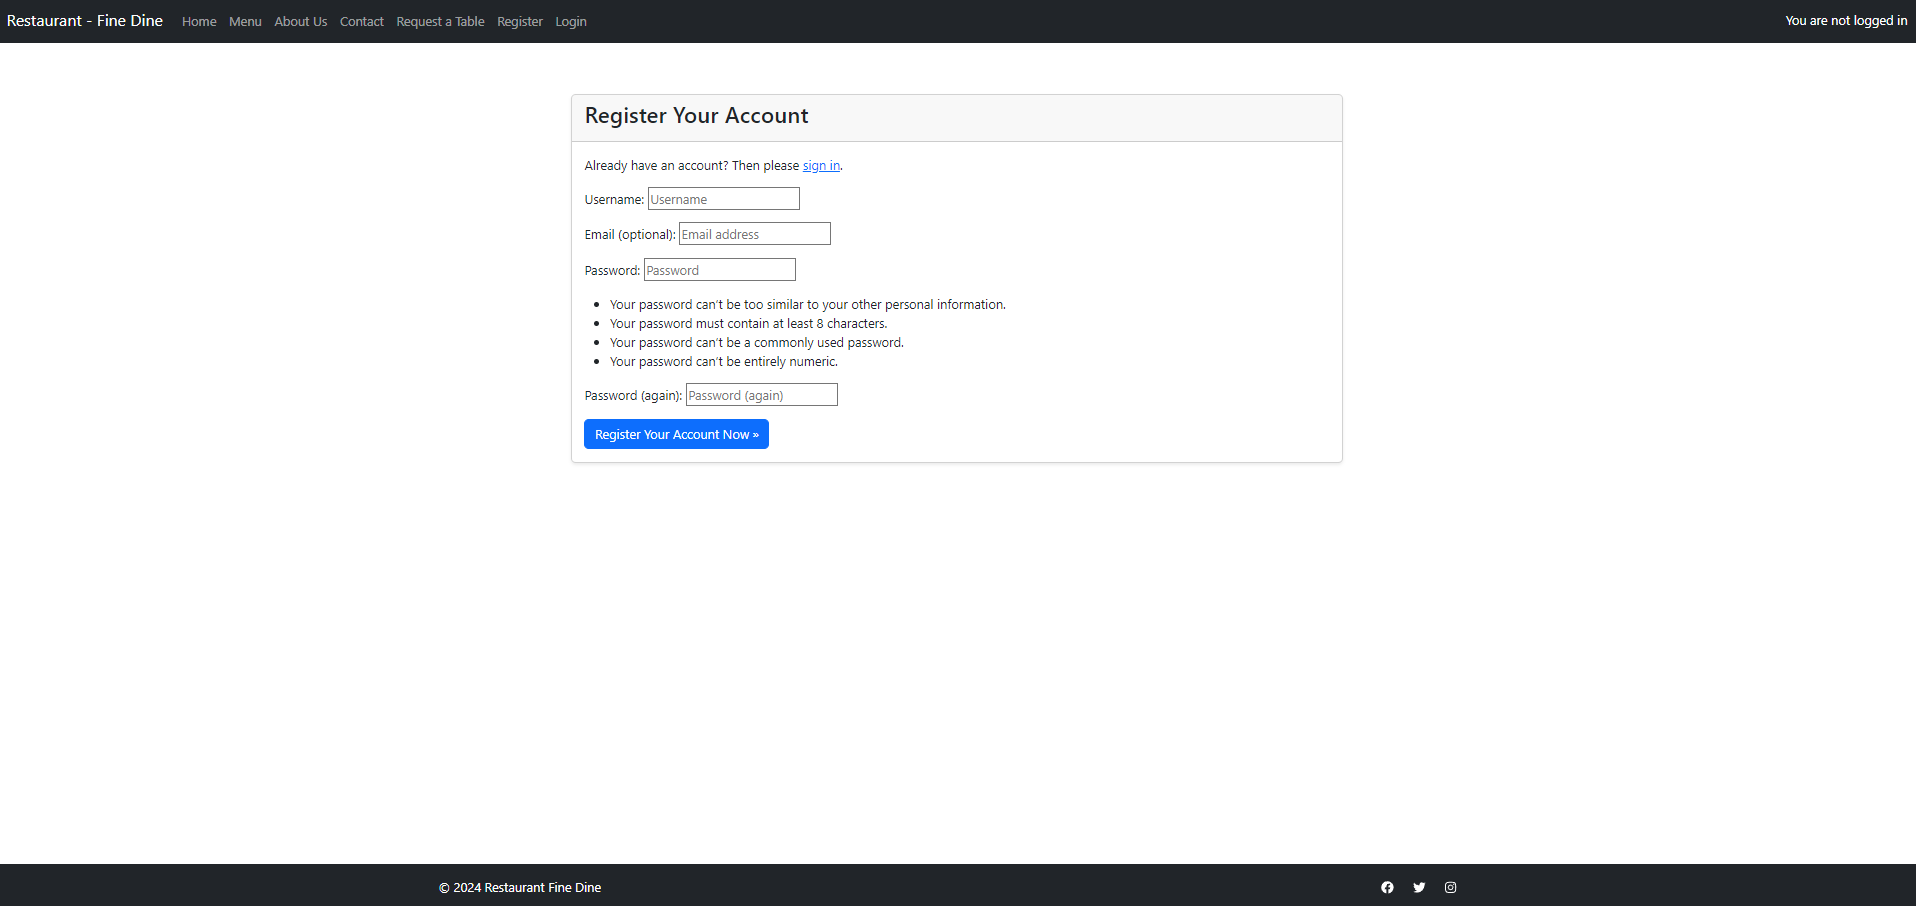 Restaurant - Fine Dine Home Menu About Us Contact Request a Table Register Login You are not logged in
Register Your Account
Already have an account? Then please sign in.
Username: Username
Email (optional): Email address
Password: Password
• Your password can't be too similar to your other personal information.
• Your password must contain at least 8 characters.
• Your password can't be a commonly used password.
• Your password can't be entirely numeric.
Password (again): Password (again)
Register Your Account Now »
© 2024 Restaurant Fine Dine